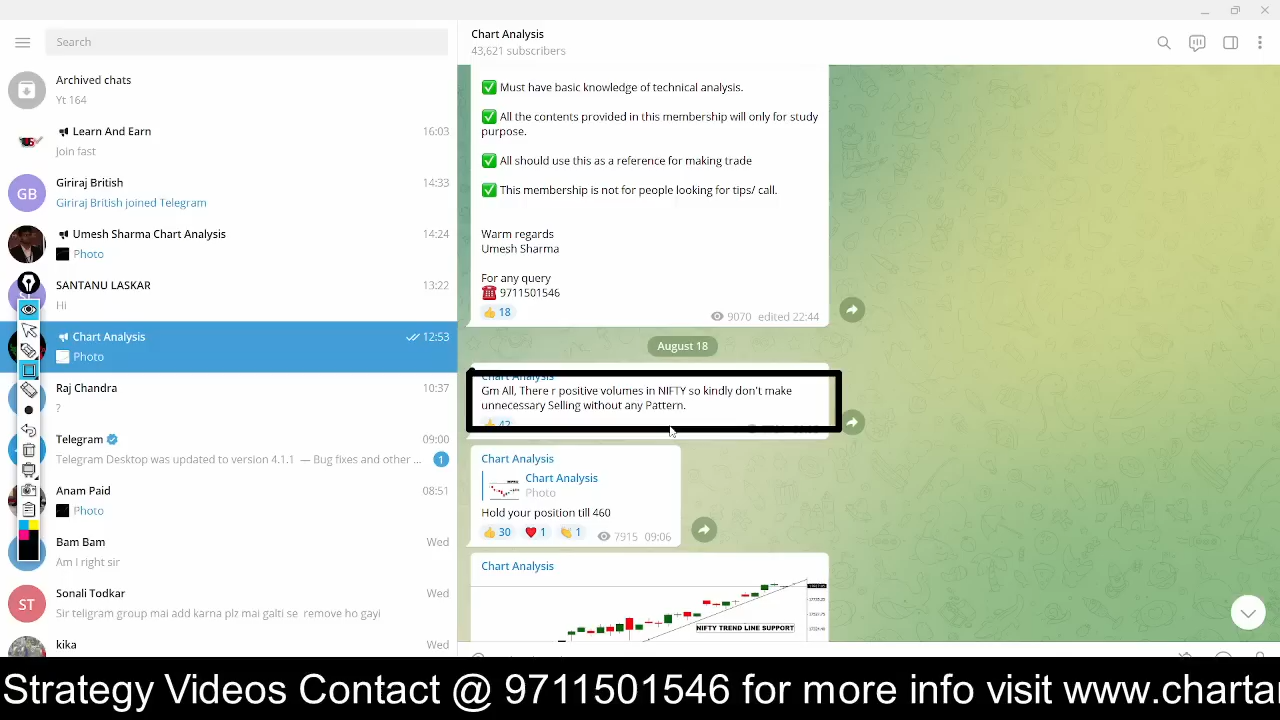 Search
Archived chats
Yt 164
Learn And Earn
16:03
Join fast
GB
Giriraj British
14:33
Giriraj British joined Telegram
Umesh Sharma Chart Analysis
14:24
Photo
SANTANU LASKAR
13:22
Hi
Chart Analysis
12:53
Photo
Raj Chandra
10:37
?
Telegram
09:00
Telegram Desktop was updated to version 4.1.1 — Bug fixes and other ...
1
Anam Paid
08:51
Photo
Bam Bam
Wed
Am I right sir
ST
Sonali Todkar
Wed
Sir teligram group mai add karna plz mai galti se remove ho gayi
kika
Wed
Chart Analysis
43,621 subscribers
✅ Must have basic knowledge of technical analysis.
✅ All the contents provided in this membership will only for study
purpose.
✅ All should use this as a reference for making trade
✅ This membership is not for people looking for tips/ call.
Warm regards
Umesh Sharma
For any query
☎ 9711501546
👍 18
9070 edited 22:44
August 18
Chart Analysis
Gm All, There r positive volumes in NIFTY so kindly don't make
unnecessary Selling without any Pattern.
👍 42
Chart Analysis
Chart Analysis
Photo
Hold your position till 460
👍 30 ❤ 1 👏 1
7915 09:06
Chart Analysis
NIFTY TREND LINE SUPPORT
Strategy Videos Contact @ 9711501546 for more info visit www.charta